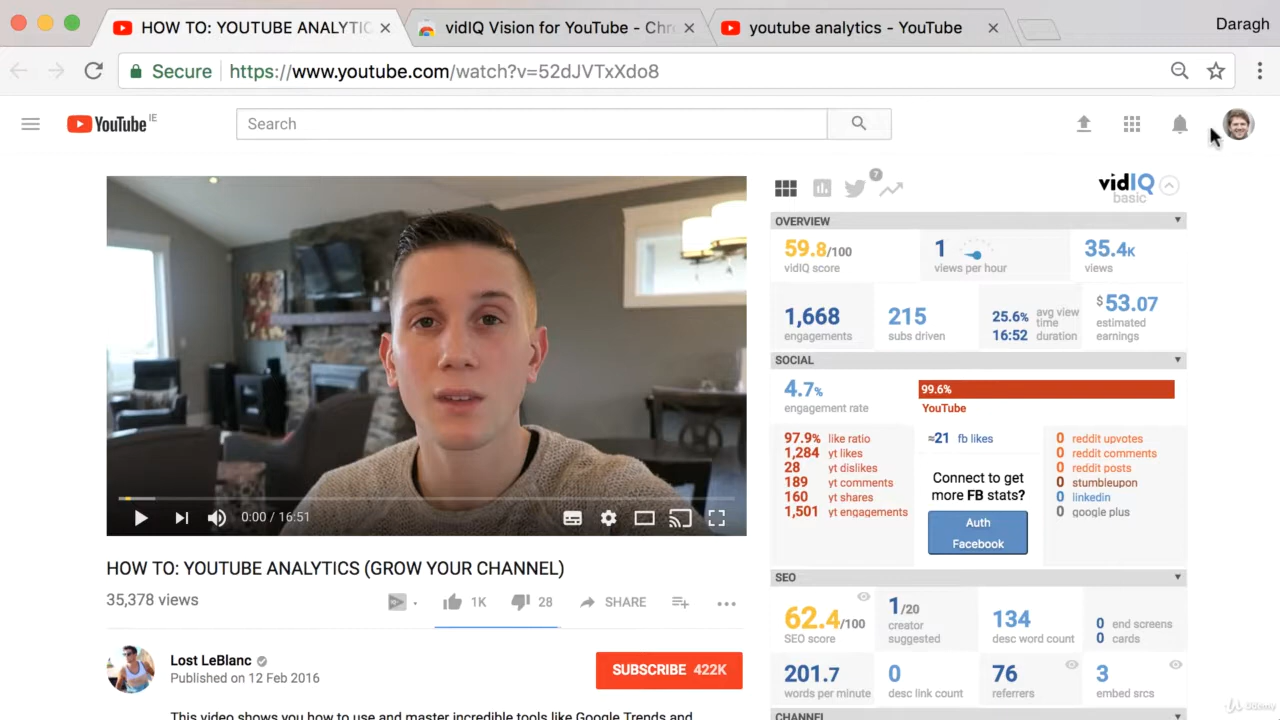 HOW TO: YOUTUBE ANALYTIC
vidIQ Vision for YouTube - Chr
youtube analytics - YouTube
Daragh
Secure https://www.youtube.com/watch?v=52dJVTxXdo8
YouTube IE
Search
7
vidIQ
basic
OVERVIEW
59.8/100
vidIQ score
1
views per hour
35.4K
views
1,668
engagements
215
subs driven
25.6% avg view time
16:52 duration
$53.07
estimated
earnings
SOCIAL
4.7%
engagement rate
99.6%
YouTube
97.9% like ratio
1,284 yt likes
28 yt dislikes
189 yt comments
160 yt shares
1,501 yt engagements
≈21 fb likes
Connect to get
more FB stats?
Auth
Facebook
0 reddit upvotes
0 reddit comments
0 reddit posts
0 stumbleupon
0 linkedin
0 google plus
0:00 / 16:51
HOW TO: YOUTUBE ANALYTICS (GROW YOUR CHANNEL)
35,378 views
1K
28
SHARE
SEO
62.4/100
SEO score
1/20
creator
suggested
134
desc word count
0 end screens
0 cards
201.7
words per minute
0
desc link count
76
referrers
3
embed srcs
CHANNEL
Lost LeBlanc
Published on 12 Feb 2016
SUBSCRIBE 422K
This video shows you how to use and master incredible tools like Google Trends and
Udemy